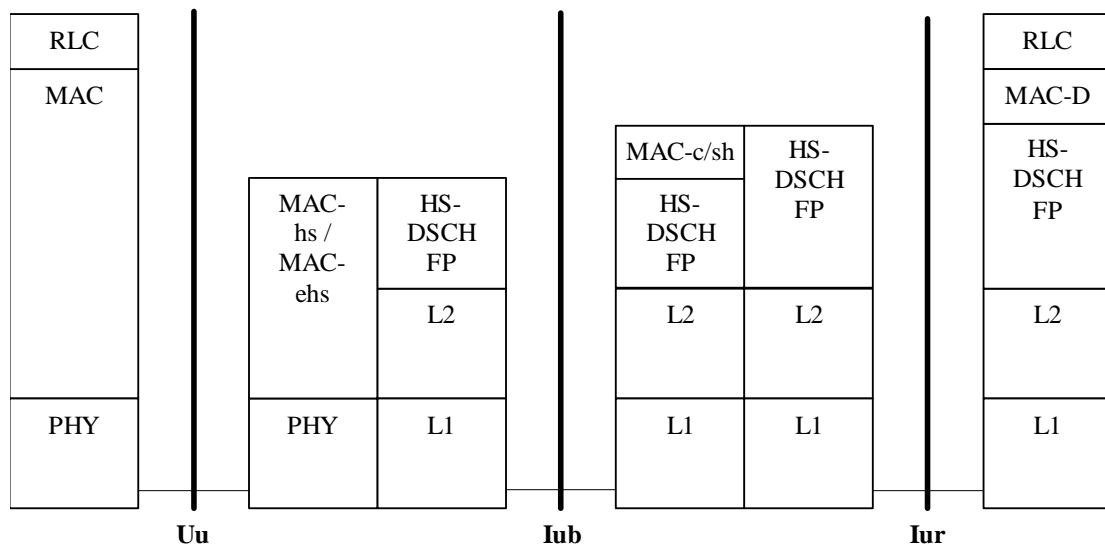 RLC
MAC
PHY
MAC-
hs /
MAC-
ehs
PHY
HS-
DSCH
FP
L2
L1
MAC-c/sh
HS-
DSCH
FP
L2
L1
HS-
DSCH
FP
L2
L1
RLC
MAC-D
HS-
DSCH
FP
L2
L1
Uu
Iub
Iur